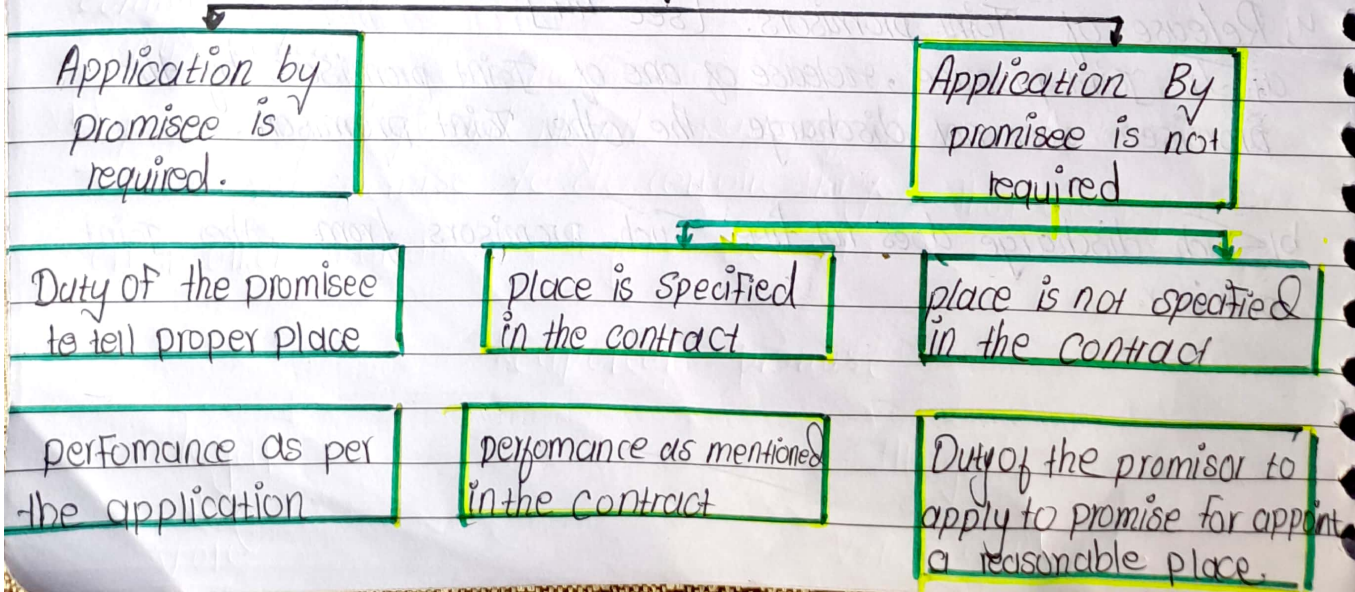 Application by
promisee is
required.
Application By
promisee is not
required
Duty of the promisee
to tell proper place
place is specified
in the contract
place is not specified
in the contract
perfomance as per
the application
perfomance as mentioned
in the contract
Duty of the promisor to
apply to promise for appoint
a reasonable place.